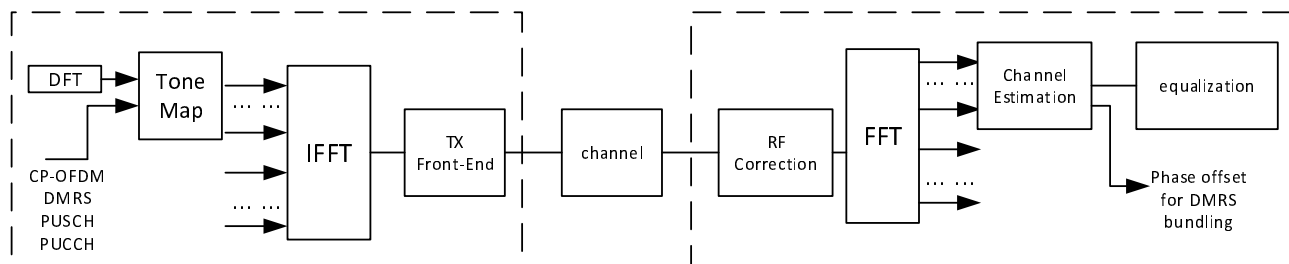 DFT
Tone
Map
... ...
... ...
CP-OFDM
DMRS
PUSCH
PUCCH
IFFT
TX
Front-End
channel
RF
Correction
FFT
... ...
... ...
Channel
Estimation
equalization
Phase offset
for DMRS
bundling